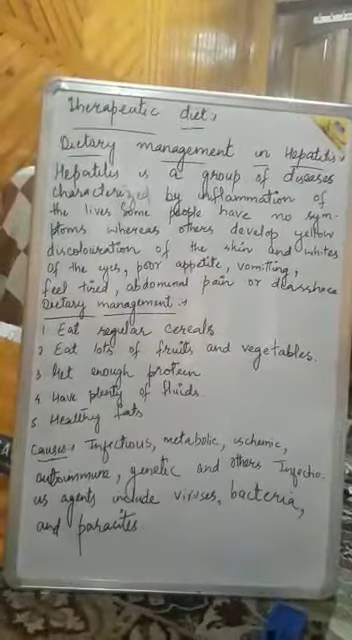 Therapeutic diet:
Dietary management in Hepatitis:
Hepatitis is a group of diseases
characterized by inflammation of
the lives Some people have no sym-
ptoms whereas others develop yellow
discolouration of the skin and whites
of the eyes, poor appetite, vomitting,
feel tired, abdominal pain or diarrhoea
Dietary management :
1 Eat regular cereals
2 Eat lots of fruits and vegetables.
3 Get enough protein
4 Have plenty of fluids.
5 Healthy fats
Causes: Infectious, metabolic, ischemic,
autoimmune, genetic and others Infectio-
us agents include viruses, bacteria,
and parasites.